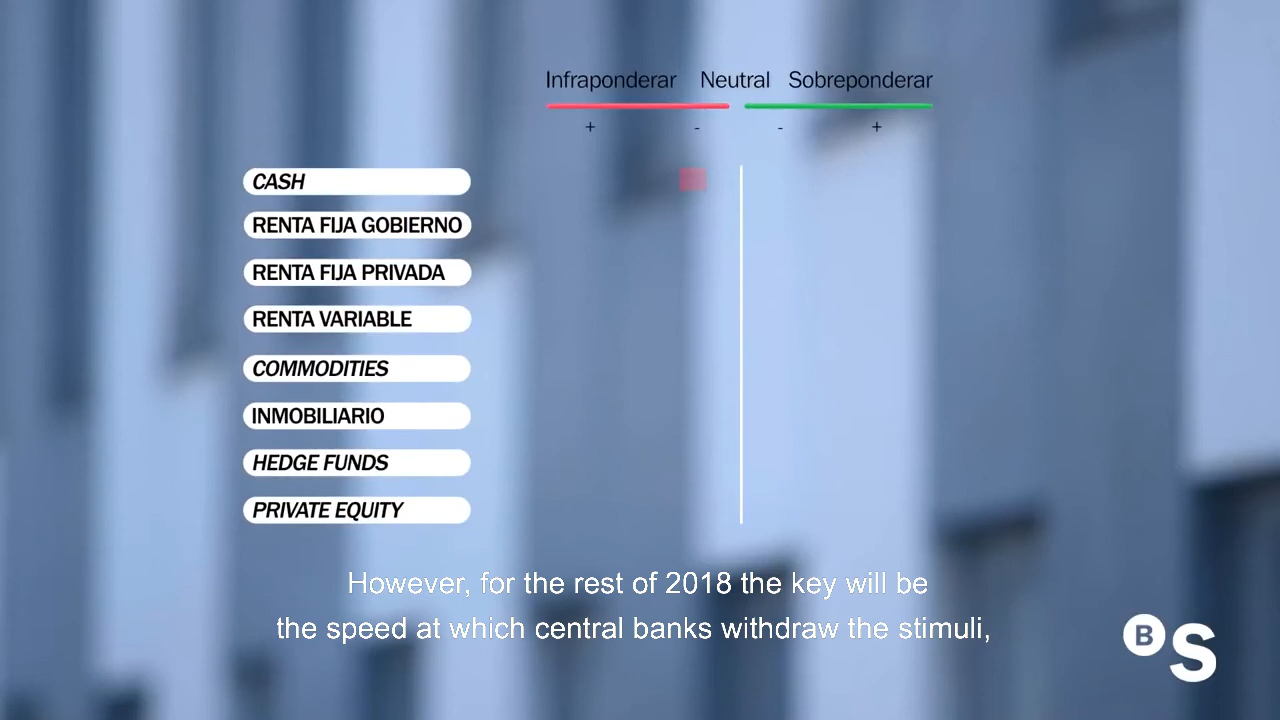 Infraponderar Neutral Sobreponderar
+ - - +
CASH
RENTA FIJA GOBIERNO
RENTA FIJA PRIVADA
RENTA VARIABLE
COMMODITIES
INMOBILIARIO
HEDGE FUNDS
PRIVATE EQUITY
However, for the rest of 2018 the key will be
the speed at which central banks withdraw the stimuli,
B S